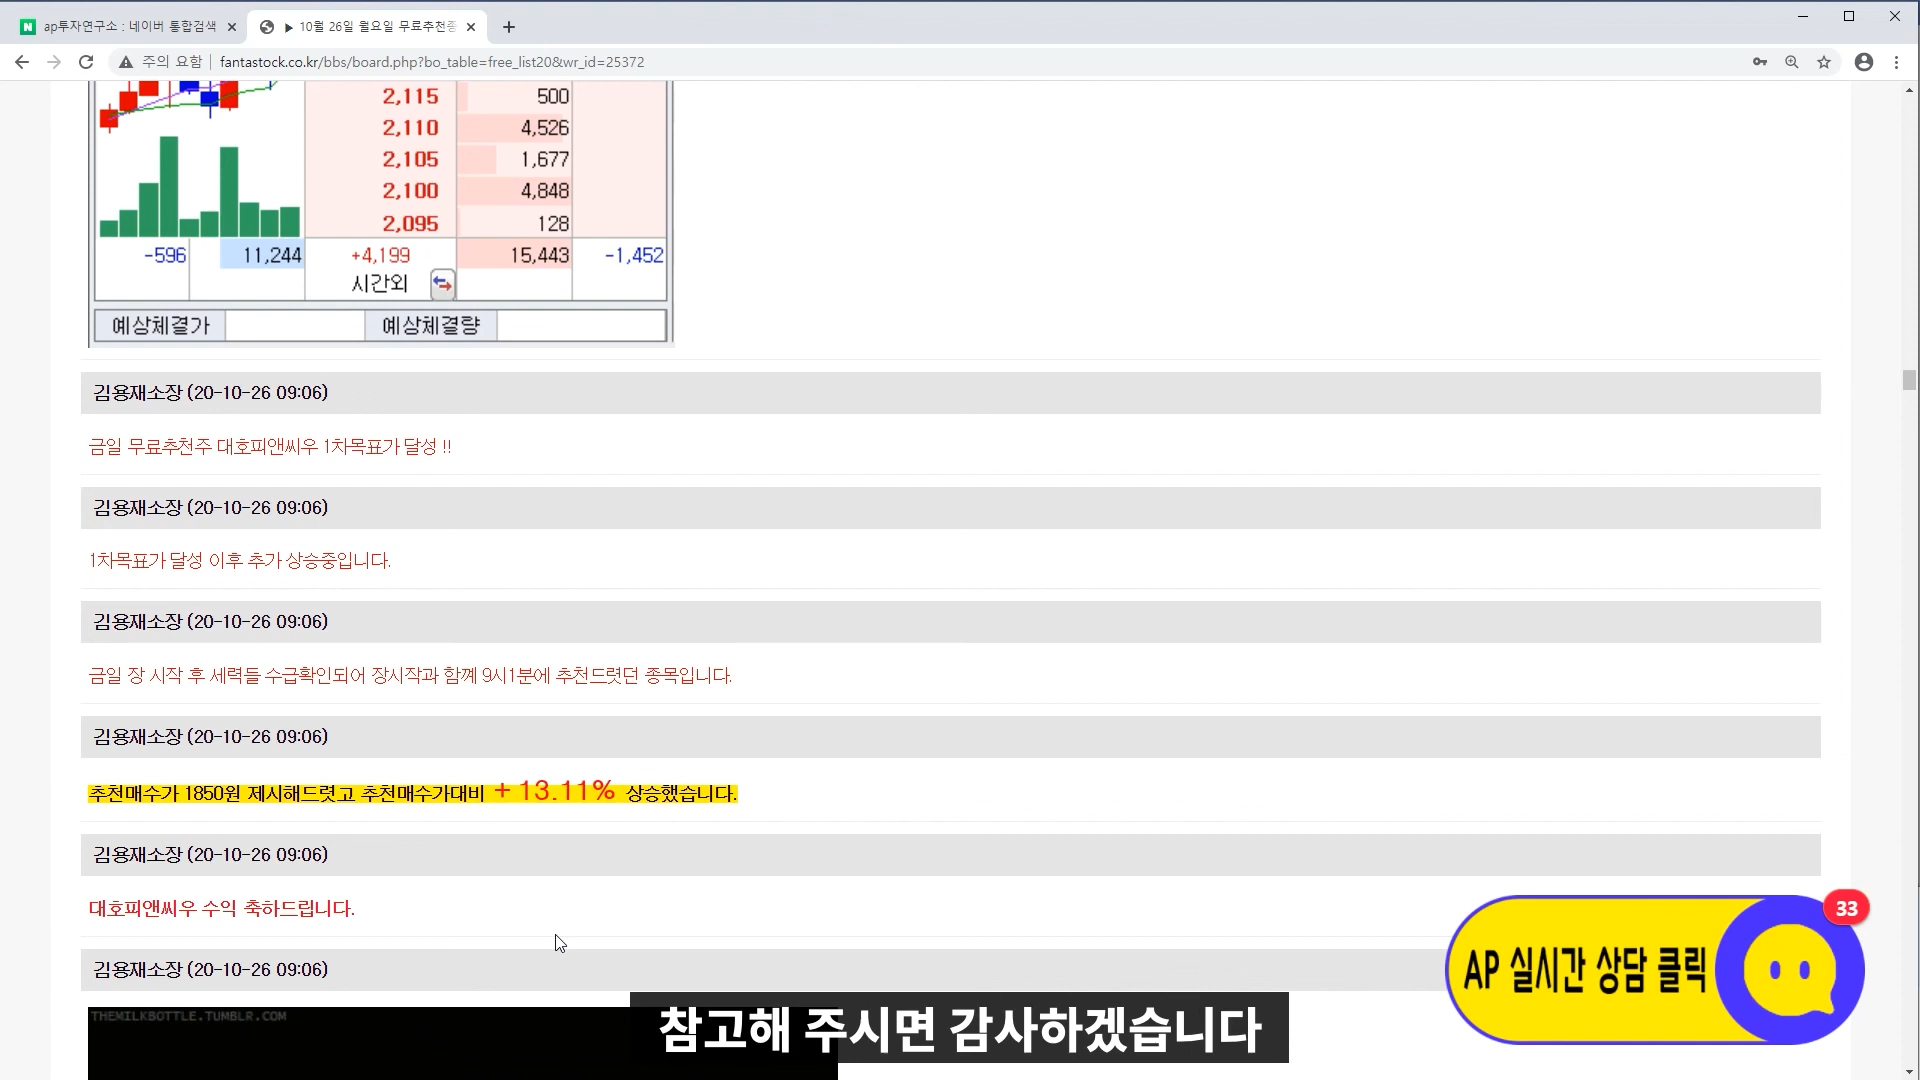 ap투자연구소 : 네이버 통합검색
▶ 10월 26일 월요일 무료추천종
주의 요함
fantastock.co.kr/bbs/board.php?bo_table=free_list20&wr_id=25372
2,115 500
2,110 4,526
2,105 1,677
2,100 4,848
2,095 128
-596 11,244 +4,199 15,443 -1,452
시간외
예상체결가 예상체결량
김용재소장 (20-10-26 09:06)
금일 무료추천주 대호피앤씨우 1차목표가 달성 !!
김용재소장 (20-10-26 09:06)
1차목표가 달성 이후 추가 상승중입니다.
김용재소장 (20-10-26 09:06)
금일 장 시작 후 세력들 수급확인되어 장시작과 함꼐 9시1분에 추천드렷던 종목입니다.
김용재소장 (20-10-26 09:06)
추천매수가 1850원 제시해드렷고 추천매수가대비 + 13.11% 상승했습니다.
김용재소장 (20-10-26 09:06)
대호피앤씨우 수익 축하드립니다.
33
AP 실시간 상담 클릭
김용재소장 (20-10-26 09:06)
THEMILKBOTTLE.TUMBLR.COM
참고해 주시면 감사하겠습니다